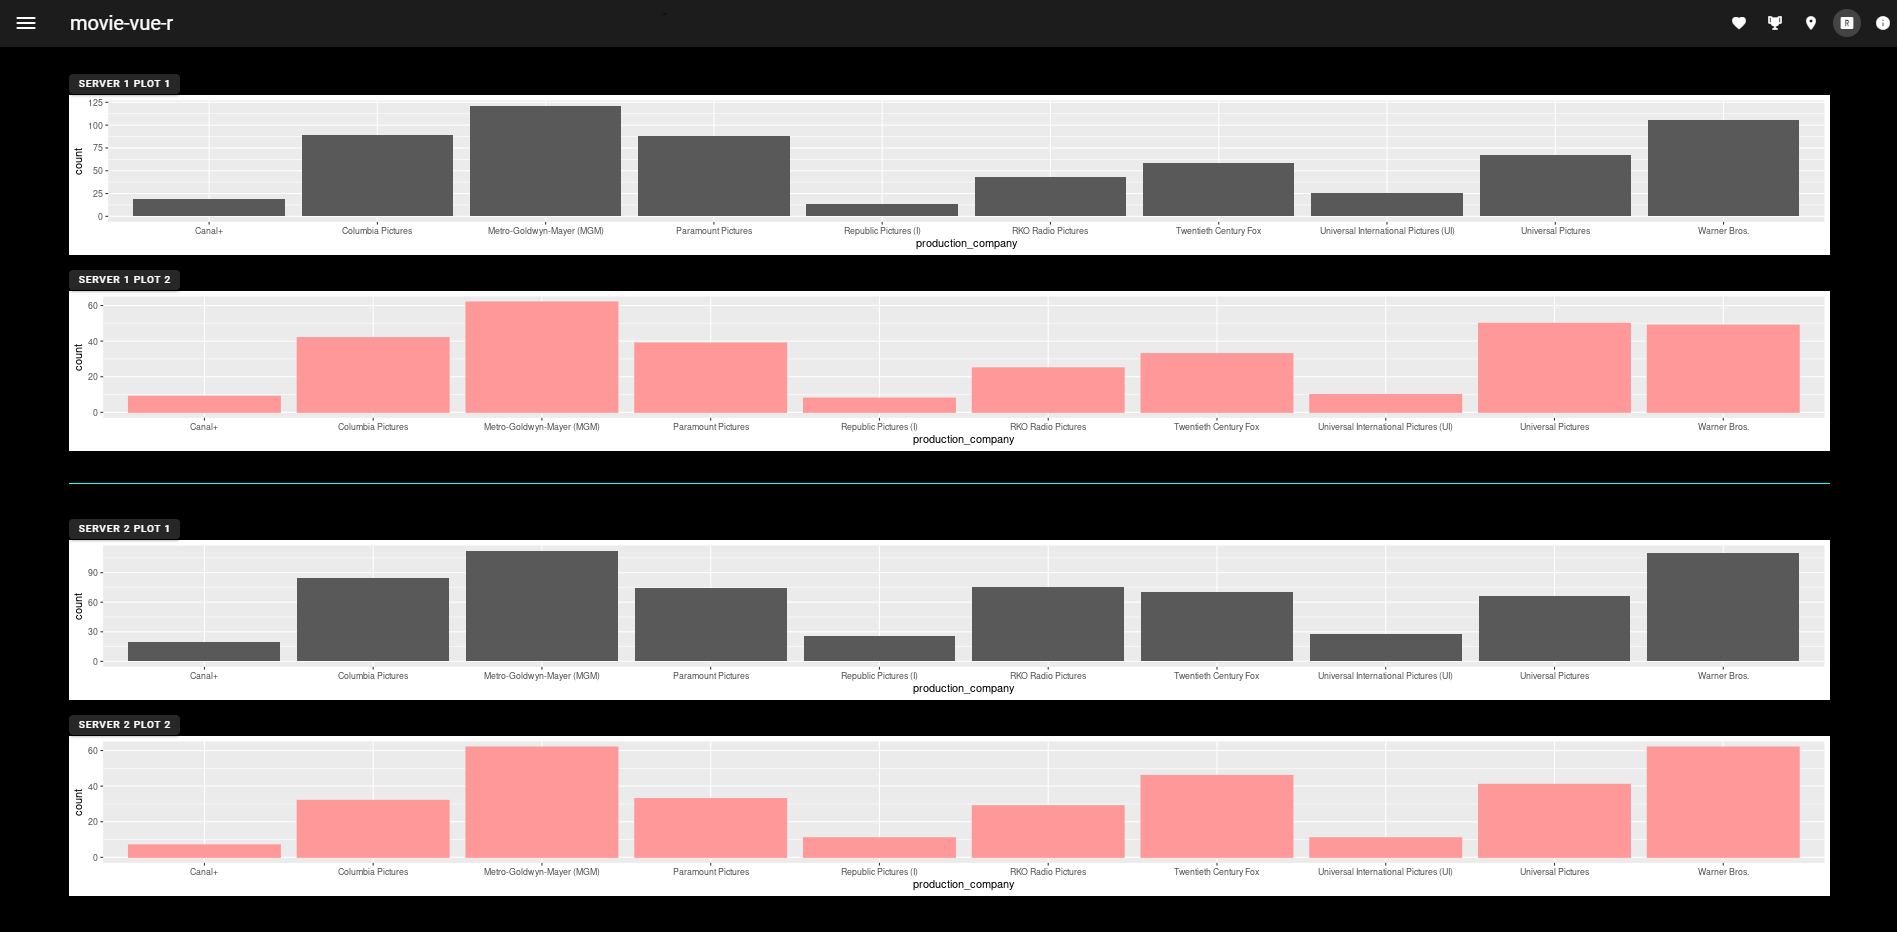 movie-vue-r
R
SERVER 1 PLOT 1
125
100
75
50
25
0
count
Canal+ Columbia Pictures Metro-Goldwyn-Mayer (MGM) Paramount Pictures Republic Pictures (I) RKO Radio Pictures Twentieth Century Fox Universal International Pictures (UI) Universal Pictures Warner Bros.
production_company
SERVER 1 PLOT 2
60
40
20
0
count
Canal+ Columbia Pictures Metro-Goldwyn-Mayer (MGM) Paramount Pictures Republic Pictures (I) RKO Radio Pictures Twentieth Century Fox Universal International Pictures (UI) Universal Pictures Warner Bros.
production_company
SERVER 2 PLOT 1
90
60
30
0
count
Canal+ Columbia Pictures Metro-Goldwyn-Mayer (MGM) Paramount Pictures Republic Pictures (I) RKO Radio Pictures Twentieth Century Fox Universal International Pictures (UI) Universal Pictures Warner Bros.
production_company
SERVER 2 PLOT 2
60
40
20
0
count
Canal+ Columbia Pictures Metro-Goldwyn-Mayer (MGM) Paramount Pictures Republic Pictures (I) RKO Radio Pictures Twentieth Century Fox Universal International Pictures (UI) Universal Pictures Warner Bros.
production_company